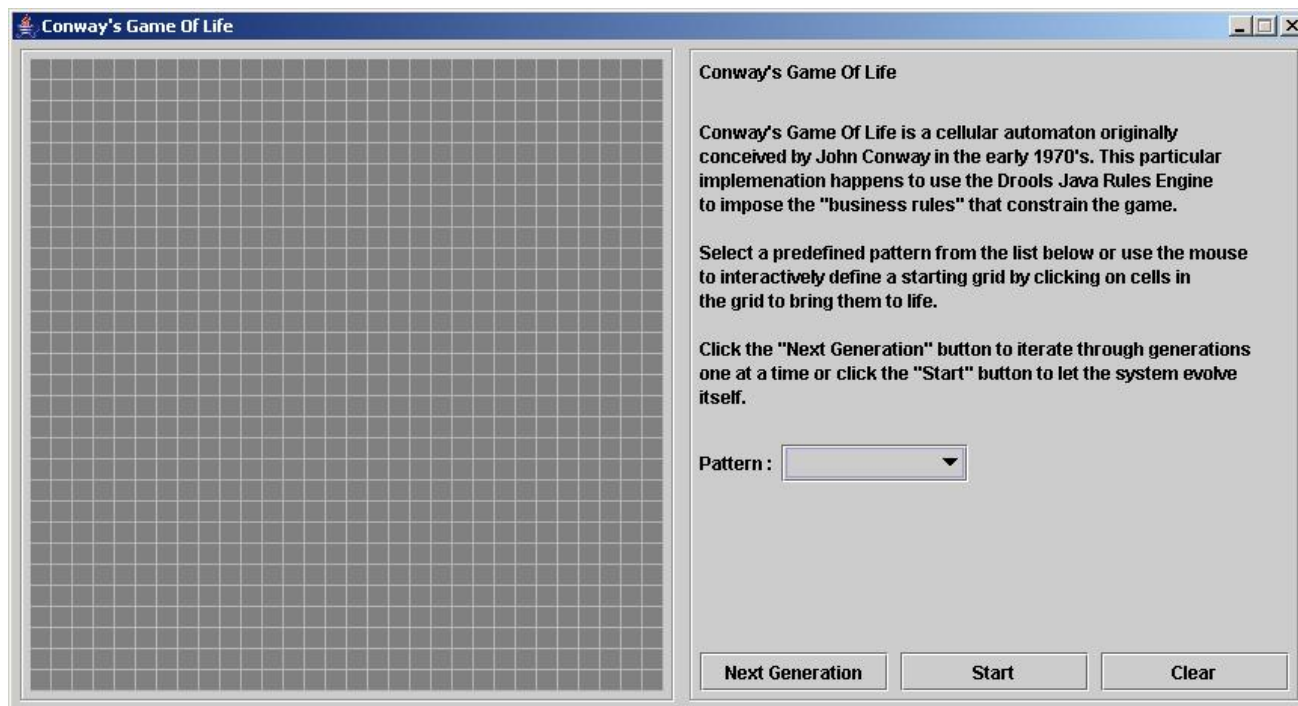 Conway's Game Of Life
Conway's Game Of Life
Conway's Game Of Life is a cellular automaton originally
conceived by John Conway in the early 1970's. This particular
implemenation happens to use the Drools Java Rules Engine
to impose the "business rules" that constrain the game.
Select a predefined pattern from the list below or use the mouse
to interactively define a starting grid by clicking on cells in
the grid to bring them to life.
Click the "Next Generation" button to iterate through generations
one at a time or click the "Start" button to let the system evolve
itself.
Pattern :
Next Generation Start Clear